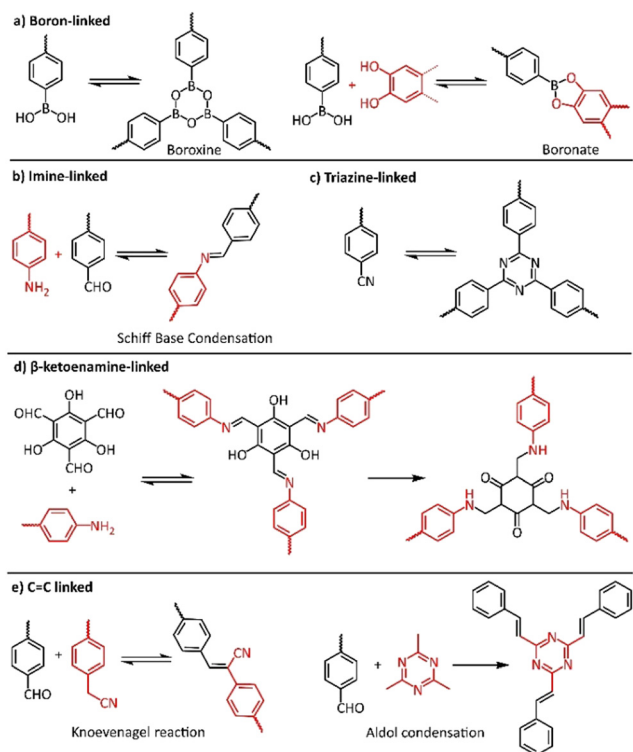 a) Boron-linked
HO
B
OH
B
O
O
B
B
O
Boroxine
HO
B
OH
+
HO
HO
B
O
O
Boronate
b) Imine-linked
NH2
+
CHO
N
Schiff Base Condensation
c) Triazine-linked
CN
N
N
N
d) β-ketoenamine-linked
OHC
OH
CHO
HO
OH
CHO
+
NH2
N
OH
N
HO
OH
N
NH
O
O
H
N
O
H
N
e) C=C linked
CHO
+
CN
CN
Knoevenagel reaction
CHO
+
N
N
N
Aldol condensation
N
N
N